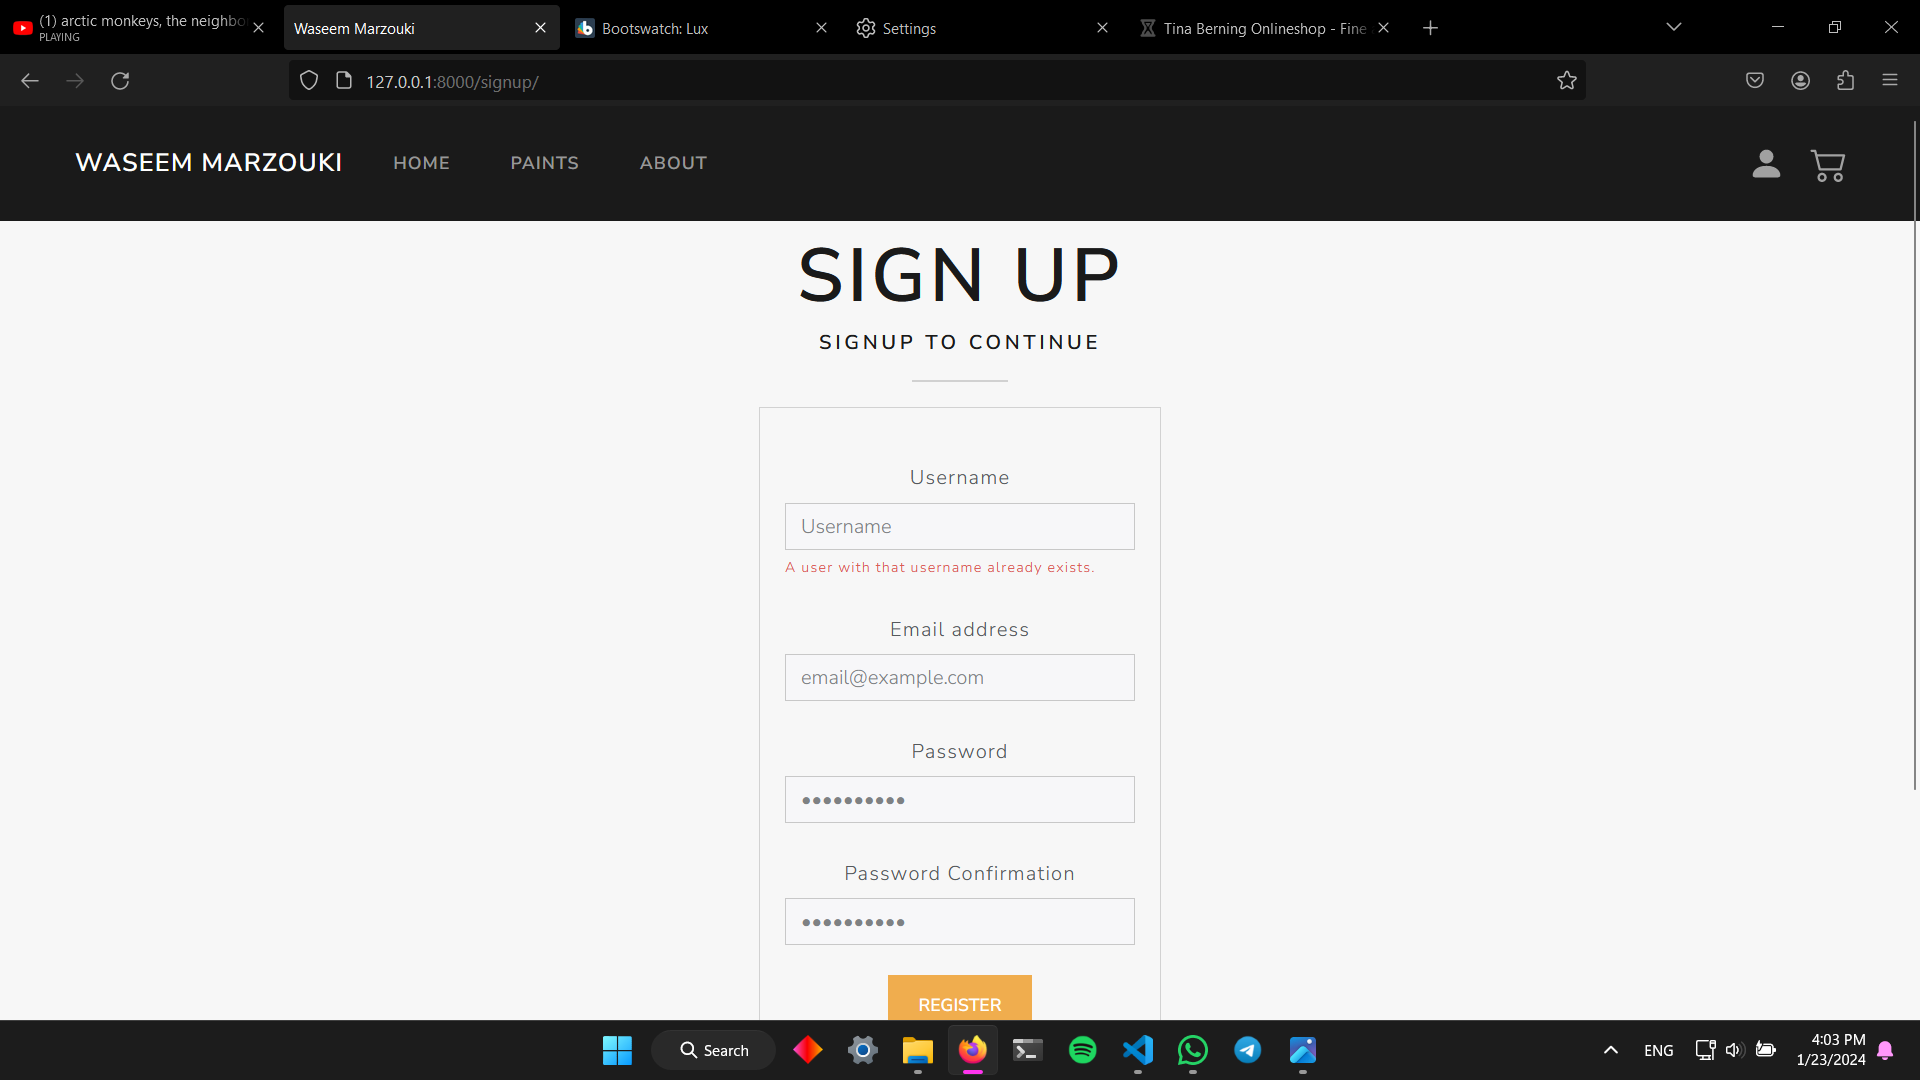 (1) arctic monkeys, the neighbo
PLAYING
Waseem Marzouki
Bootswatch: Lux
Settings
Tina Berning Onlineshop - Fine
127.0.0.1:8000/signup/
WASEEM MARZOUKI
HOME
PAINTS
ABOUT
SIGN UP
SIGNUP TO CONTINUE
Username
Username
A user with that username already exists.
Email address
email@example.com
Password
••••••••••
Password Confirmation
••••••••••
REGISTER
Search
ENG
4:03 PM
1/23/2024